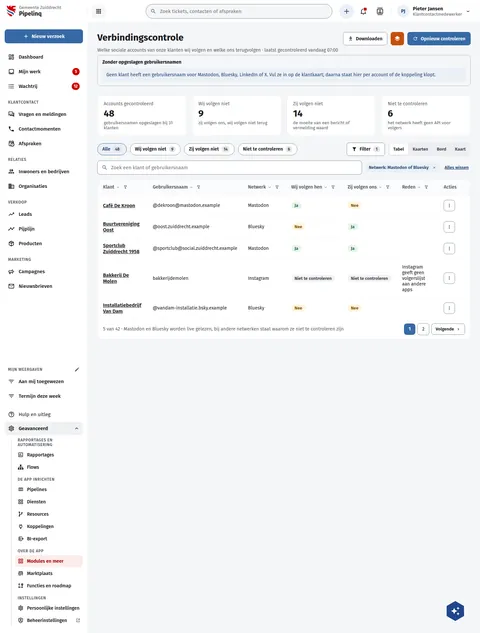 Gemeente Zuiddrecht
Pipelinq
Zoek tickets, contacten of afspraken
PJ
Pieter Jansen
Klantcontactmedewerker
+ Nieuw verzoek
Dashboard
Mijn werk
Wachtrij
KLANTCONTACT
Vragen en meldingen
Contactmomenten
Afspraken
RELATIES
Inwoners en bedrijven
Organisaties
VERKOOP
Leads
Pijplijn
Producten
MARKETING
Campagnes
Nieuwsbrieven
MIJN WEERGAVEN
Aan mij toegewezen
Termijn deze week
Hulp en uitleg
Geavanceerd
RAPPORTAGES EN
AUTOMATISERING
Rapportages
Flows
DE APP INRICHTEN
Pipelines
Diensten
Resources
Koppelingen
BI-export
OVER DE APP
Modules en meer
Marktplaats
Functies en roadmap
INSTELLINGEN
Persoonlijke instellingen
Beheerinstellingen
Verbindingscontrole
Welke sociale accounts van onze klanten wij volgen en welke ons terugvolgen · laatst gecontroleerd vandaag 07:00
Downloaden
Opnieuw controleren
Zonder opgeslagen gebruikersnamen
Geen klant heeft een gebruikersnaam voor Mastodon, Bluesky, LinkedIn of X. Vul ze in op de klantkaart, daarna staat hier per account of de koppeling klopt.
Accounts gecontroleerd
48
gebruikersnamen opgeslagen bij 31 klanten
Wij volgen niet
9
zij volgen ons, wij volgen niet terug
Zij volgen niet
14
de moeite van een bericht of vermelding waard
Niet te controleren
6
het netwerk heeft geen API voor volgers
Alle 48
Wij volgen niet 9
Zij volgen niet 14
Niet te controleren 6
Filter 1
Tabel
Kaarten
Bord
Kaart
Zoek een klant of gebruikersnaam
Netwerk: Mastodon of Bluesky ×
Alles wissen
Klant
Gebruikersnaam
Netwerk
Wij volgen hen
Zij volgen ons
Reden
Acties
Café De Kroon
@dekroon@mastodon.example
Mastodon
Ja
Nee
Buurtvereniging Oost
@oost.zuiddrecht.example
Bluesky
Nee
Ja
Sportclub Zuiddrecht 1958
@sportclub@social.zuiddrecht.example
Mastodon
Ja
Ja
Bakkerij De Molen
bakkerijdemolen
Instagram
Niet te controleren
Niet te controleren
Instagram geeft geen volgerslijst aan andere apps
Installatiebedrijf Van Dam
@vandam-installatie.bsky.example
Bluesky
Nee
Nee
5 van 42 · Mastodon en Bluesky worden live gelezen, bij andere netwerken staat waarom ze niet te controleren zijn
1
2
Volgende